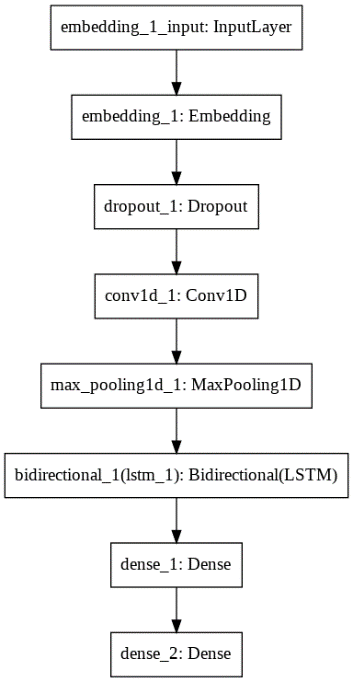 embedding_1_input: InputLayer
embedding_1: Embedding
dropout_1: Dropout
conv1d_1: Conv1D
max_pooling1d_1: MaxPooling1D
bidirectional_1(lstm_1): Bidirectional(LSTM)
dense_1: Dense
dense_2: Dense